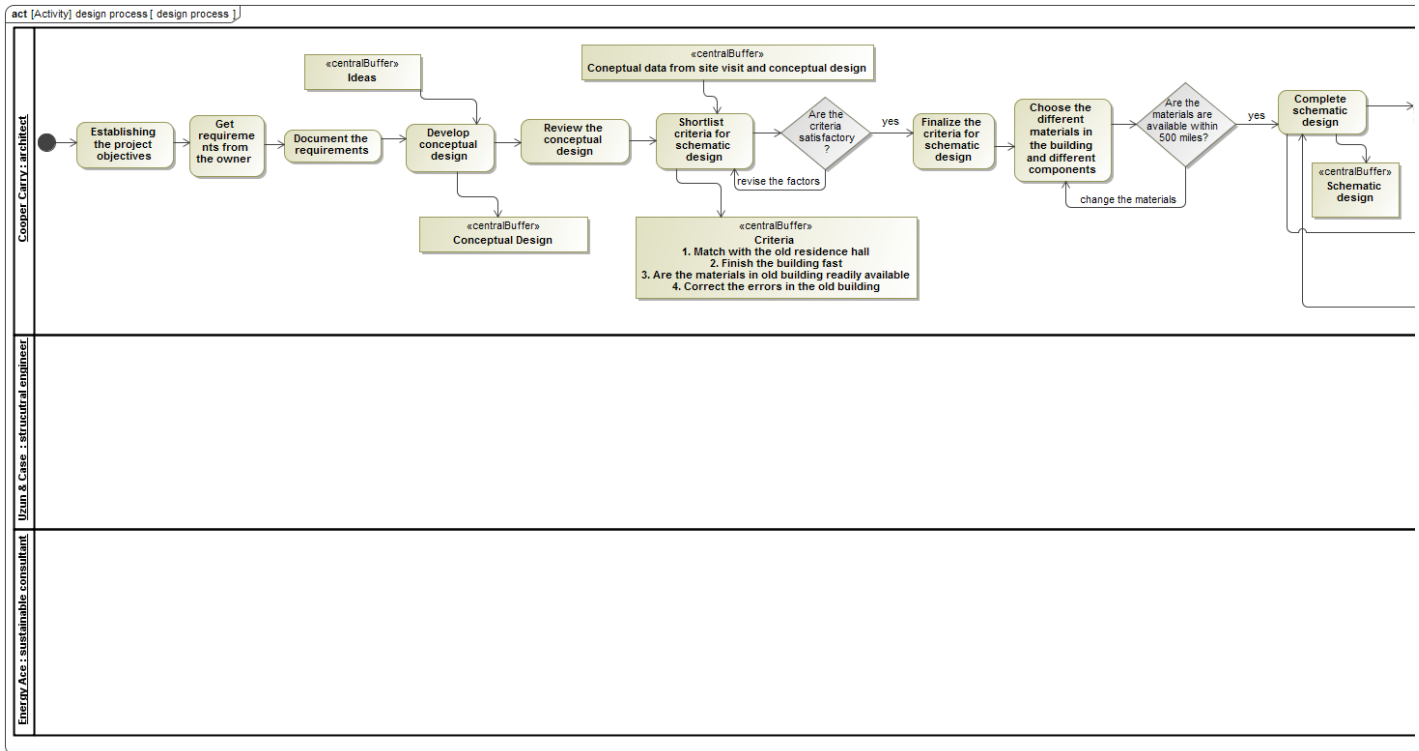 act [Activity] design process [ design process ]
Cooper Carry : architect
«centralBuffer»
Ideas
«centralBuffer»
Coneptual data from site visit and conceptual design
Establishing
the project
objectives
Get
requireme
nts from
the owner
Document the
requirements
Develop
conceptual
design
Review the
conceptual
design
Shortlist
criteria for
schematic
design
Are the
criteria
satisfactory
?
yes
revise the factors
Finalize the
criteria for
schematic
design
Choose the
different
materials in
the building
and different
components
Are the
materials are
available within
500 miles?
yes
change the materials
Complete
schematic
design
«centralBuffer»
Schematic
design
«centralBuffer»
Conceptual Design
«centralBuffer»
Criteria
1. Match with the old residence hall
2. Finish the building fast
3. Are the materials in old building readily available
4. Correct the errors in the old building
Uzun & Case : strucutral engineer
Energy Ace : sustainable consultant